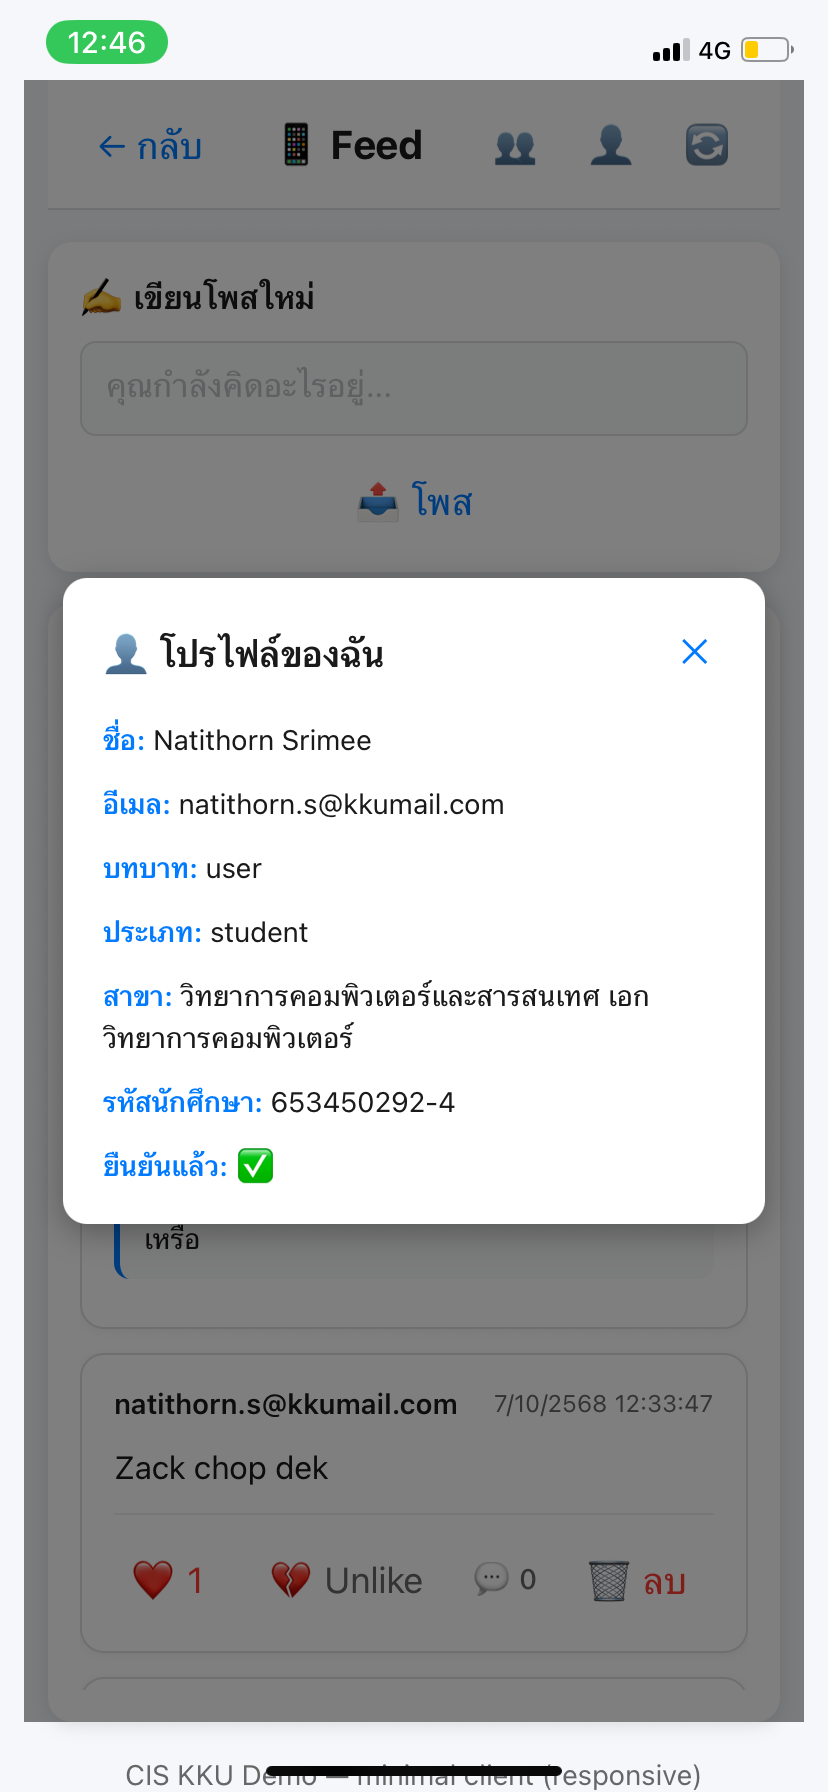 12:46
4G
← กลับ
Feed
เขียนโพสใหม่
คุณกำลังคิดอะไรอยู่...
โพส
โปรไฟล์ของฉัน
ชื่อ: Natithorn Srimee
อีเมล: natithorn.s@kkumail.com
บทบาท: user
ประเภท: student
สาขา: วิทยาการคอมพิวเตอร์และสารสนเทศ เอก
วิทยาการคอมพิวเตอร์
รหัสนักศึกษา: 653450292-4
ยืนยันแล้ว: ✅
เหรือ
natithorn.s@kkumail.com 7/10/2568 12:33:47
Zack chop dek
1 Unlike 0 ลบ
CIS KKU Demo — minimal client (responsive)